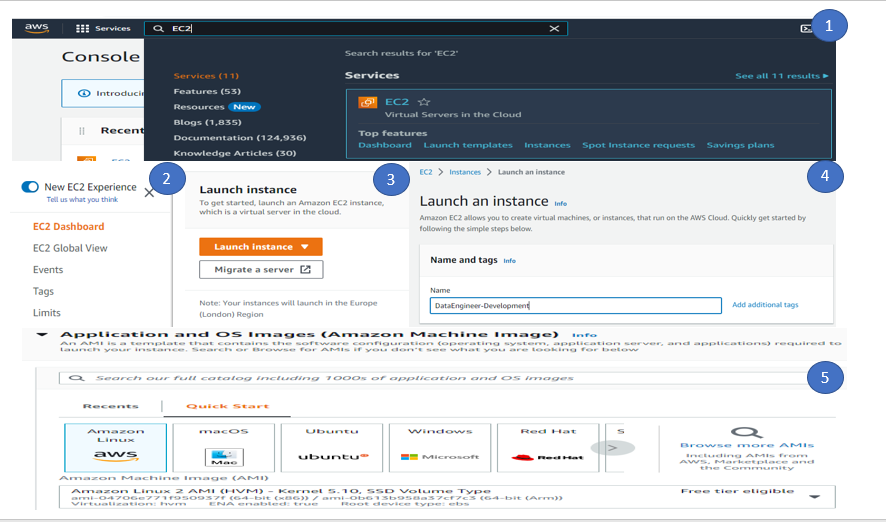 aws
Services
EC2
1
Console
Introducin
Recent
Search results for 'EC2'
Services (11)
Features (53)
Resources New
Blogs (1,835)
Documentation (124,936)
Knowledge Articles (30)
Services
See all 11 results ▶
EC2
Virtual Servers in the Cloud
Top features
Dashboard Launch templates Instances Spot Instance requests Savings plans
New EC2 Experience
Tell us what you think
2
EC2 Dashboard
EC2 Global View
Events
Tags
Limits
3
Launch instance
To get started, launch an Amazon EC2 instance,
which is a virtual server in the cloud.
Launch instance
Migrate a server
Note: Your instances will launch in the Europe
(London) Region
4
EC2 > Instances > Launch an instance
Launch an instance Info
Amazon EC2 allows you to create virtual machines, or instances, that run on the AWS Cloud. Quickly get started by
following the simple steps below.
Name and tags Info
Name
DataEngineer-Development
Add additional tags
Application and OS Images (Amazon Machine Image) Info
An AMI is a template that contains the software configuration (operating system, application server, and applications) required to
launch your instance. Search or Browse for AMIs if you don't see what you are looking for below
5
Search our full catalog including 1000s of application and OS images
Recents
Quick Start
Amazon
Linux
aws
macOS
Mac
Ubuntu
ubuntu
Windows
Microsoft
Red Hat
Red Hat
S
Browse more AMIs
Including AMIs from
AWS, Marketplace and
the Community
Amazon Machine Image (AMI)
Amazon Linux 2 AMI (HVM) - Kernel 5.10, SSD Volume Type
Free tier eligible
ami-04706e771f950937f (64-bit (x86)) / ami-0b613b958a37cf7c3 (64-bit (Arm))
Virtualization: hvm ENA enabled: true Root device type: ebs